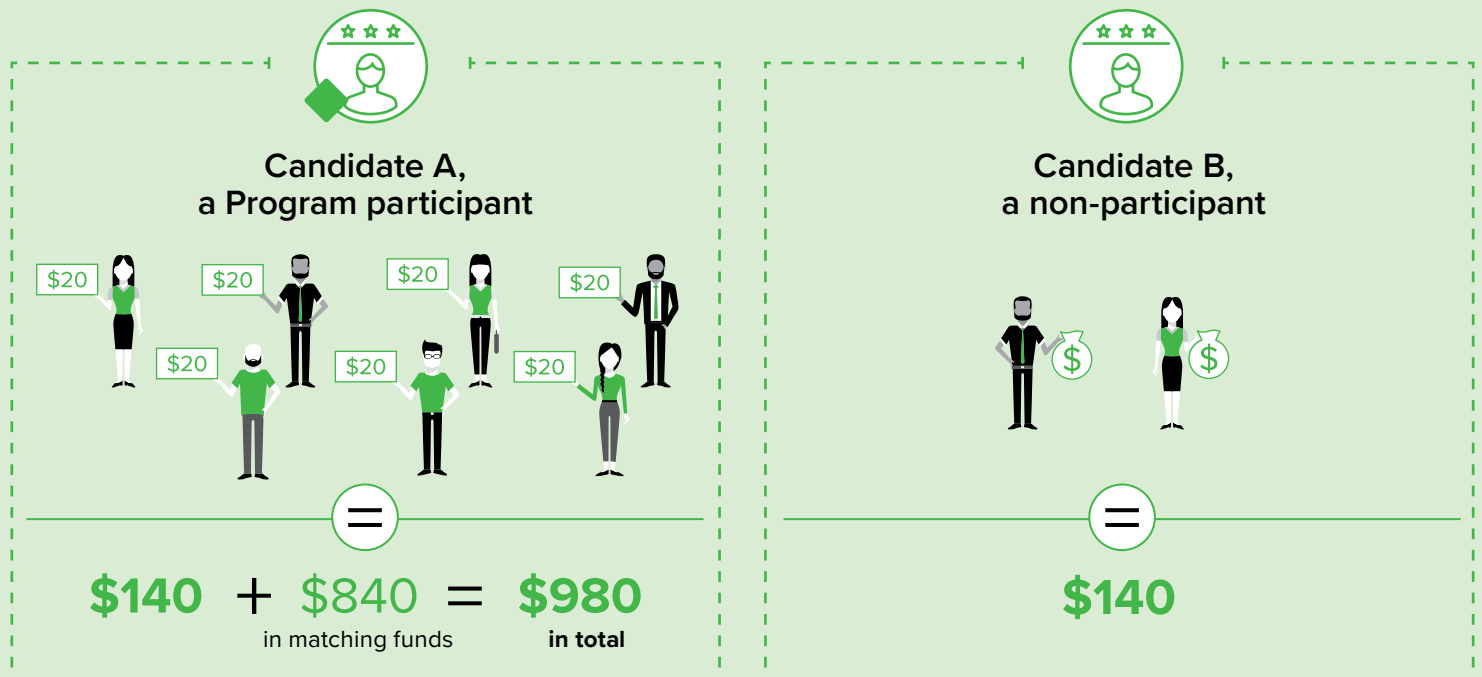 Candidate A,
a Program participant
$20
$20
$20
$20
$20
$20
$20
=
$140 + $840 = $980
in matching funds
in total
Candidate B,
a non-participant
$
$
=
$140